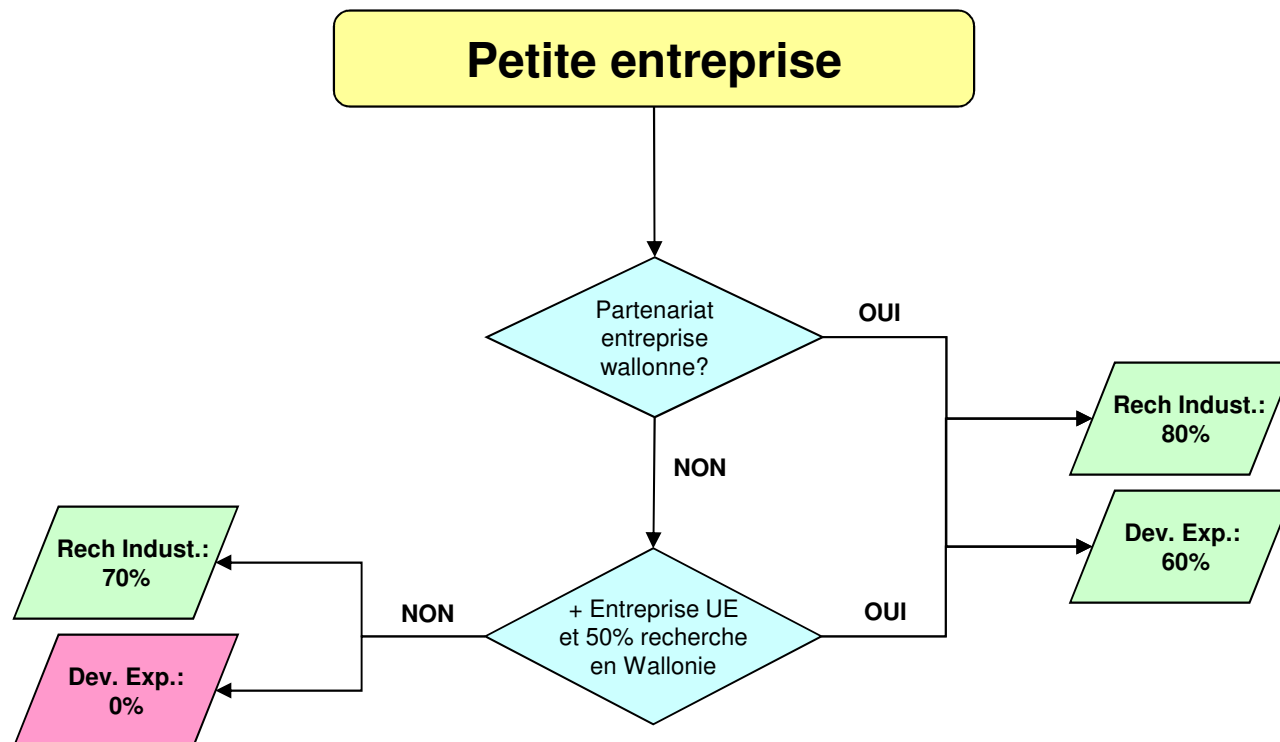 Petite entreprise
Partenariat
entreprise
wallonne?
OUI
Rech Indust.:
80%
NON
Dev. Exp.:
60%
Rech Indust.:
70%
NON
+ Entreprise UE
et 50% recherche
en Wallonie
OUI
Dev. Exp.:
0%